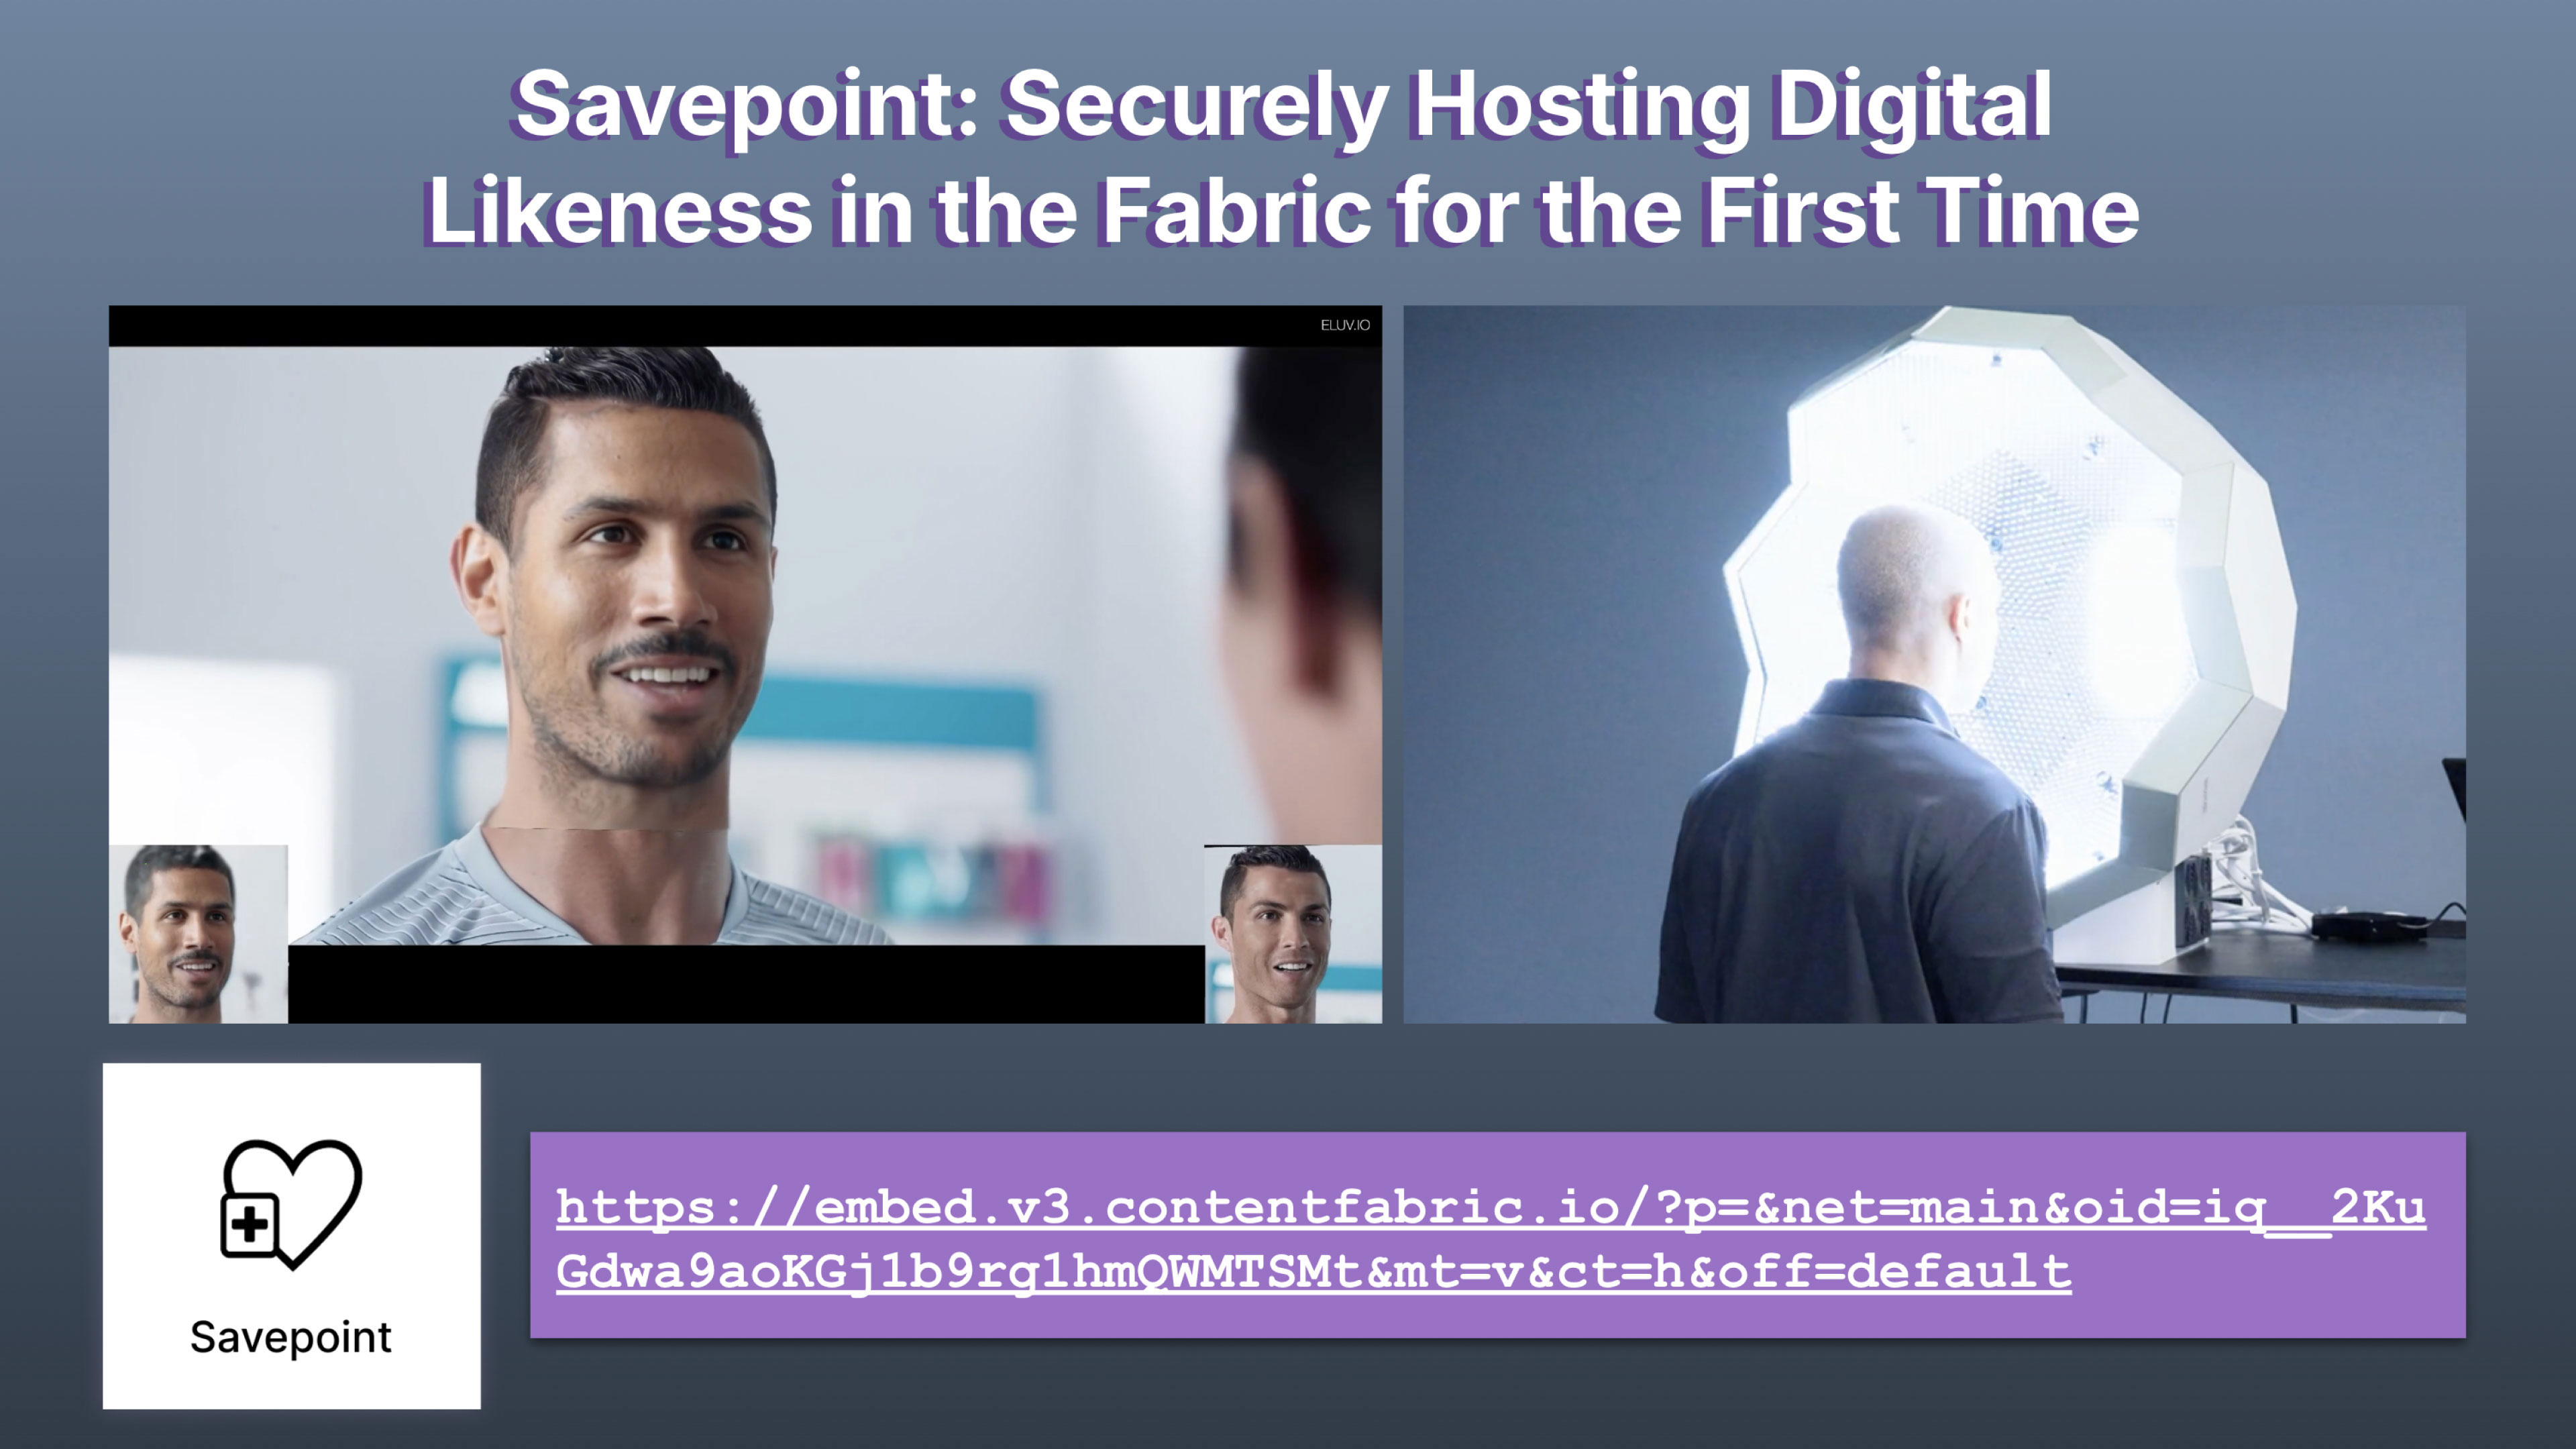 Savepoint: Securely Hosting Digital
Likeness in the Fabric for the First Time
ELUV.IO
Savepoint
https://embed.v3.contentfabric.io/?p=&net=main&oid=iq__2Ku
Gdwa9aoKGj1b9rg1hmQWMTSMt&mt=v&ct=h&off=default